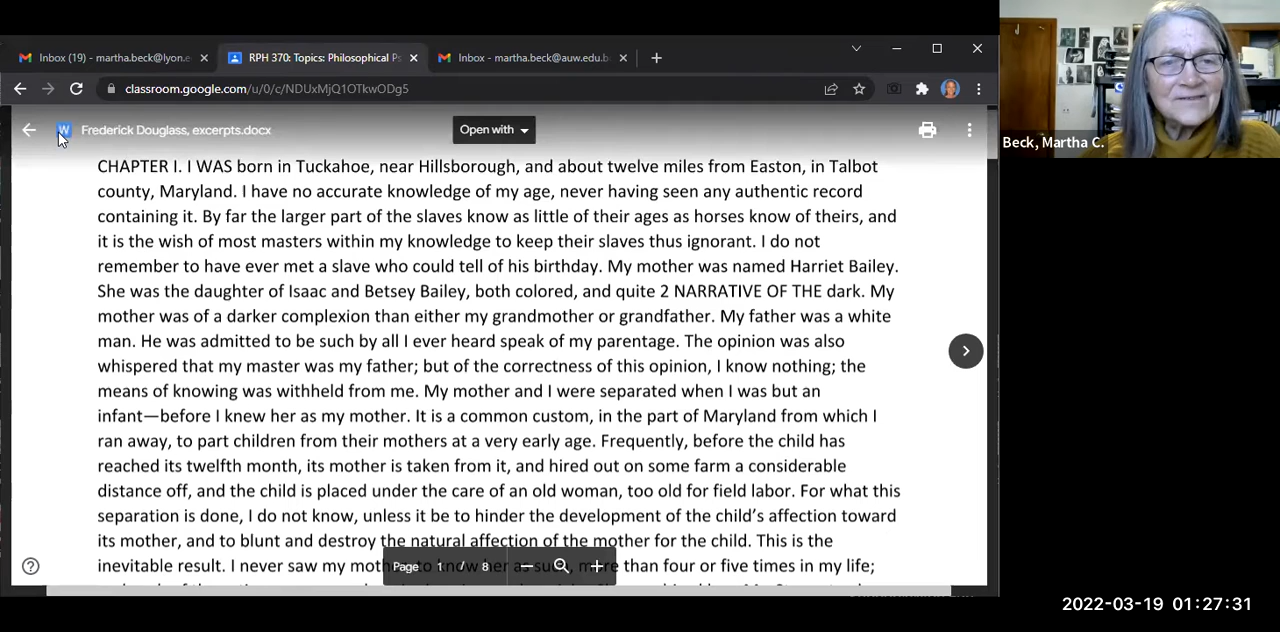 Inbox (19) - martha.beck@lyon.e
RPH 370: Topics: Philosophical Ps
Inbox - martha.beck@auw.edu.b
classroom.google.com/u/0/c/NDUxMjQ1OTkwODg5
W
Frederick Douglass, excerpts.docx
Open with
Beck, Martha C.
CHAPTER I. I WAS born in Tuckahoe, near Hillsborough, and about twelve miles from Easton, in Talbot
county, Maryland. I have no accurate knowledge of my age, never having seen any authentic record
containing it. By far the larger part of the slaves know as little of their ages as horses know of theirs, and
it is the wish of most masters within my knowledge to keep their slaves thus ignorant. I do not
remember to have ever met a slave who could tell of his birthday. My mother was named Harriet Bailey.
She was the daughter of Isaac and Betsey Bailey, both colored, and quite 2 NARRATIVE OF THE dark. My
mother was of a darker complexion than either my grandmother or grandfather. My father was a white
man. He was admitted to be such by all I ever heard speak of my parentage. The opinion was also
whispered that my master was my father; but of the correctness of this opinion, I know nothing; the
means of knowing was withheld from me. My mother and I were separated when I was but an
infant—before I knew her as my mother. It is a common custom, in the part of Maryland from which I
ran away, to part children from their mothers at a very early age. Frequently, before the child has
reached its twelfth month, its mother is taken from it, and hired out on some farm a considerable
distance off, and the child is placed under the care of an old woman, too old for field labor. For what this
separation is done, I do not know, unless it be to hinder the development of the child's affection toward
its mother, and to blunt and destroy the natural affection of the mother for the child. This is the
inevitable result. I never saw my mother, to know her as such, more than four or five times in my life;
Page 1 / 8
2022-03-19 01:27:31